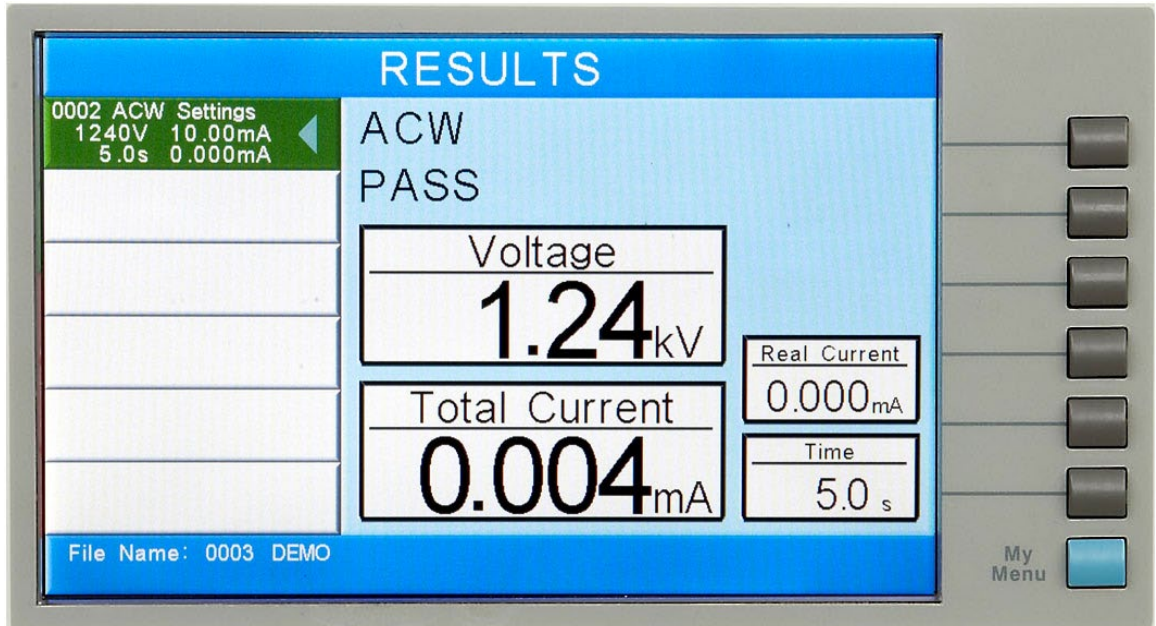 RESULTS
0002 ACW Settings
1240V 10.00mA
5.0s 0.000mA
ACW
PASS
Voltage
1.24kV
Total Current
0.004mA
Real Current
0.000mA
Time
5.0 s
File Name: 0003 DEMO
My
Menu